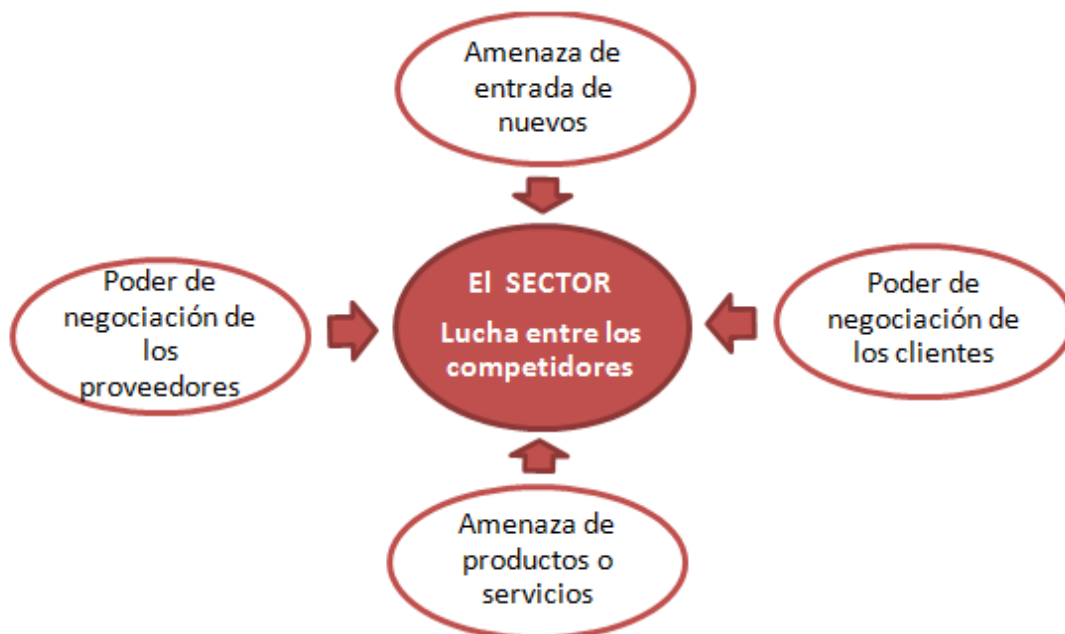 Amenaza de
entrada de
nuevos
El SECTOR
Lucha entre los
competidores
Poder de
negociación de
los
proveedores
Poder de
negociación de
los clientes
Amenaza de
productos o
servicios